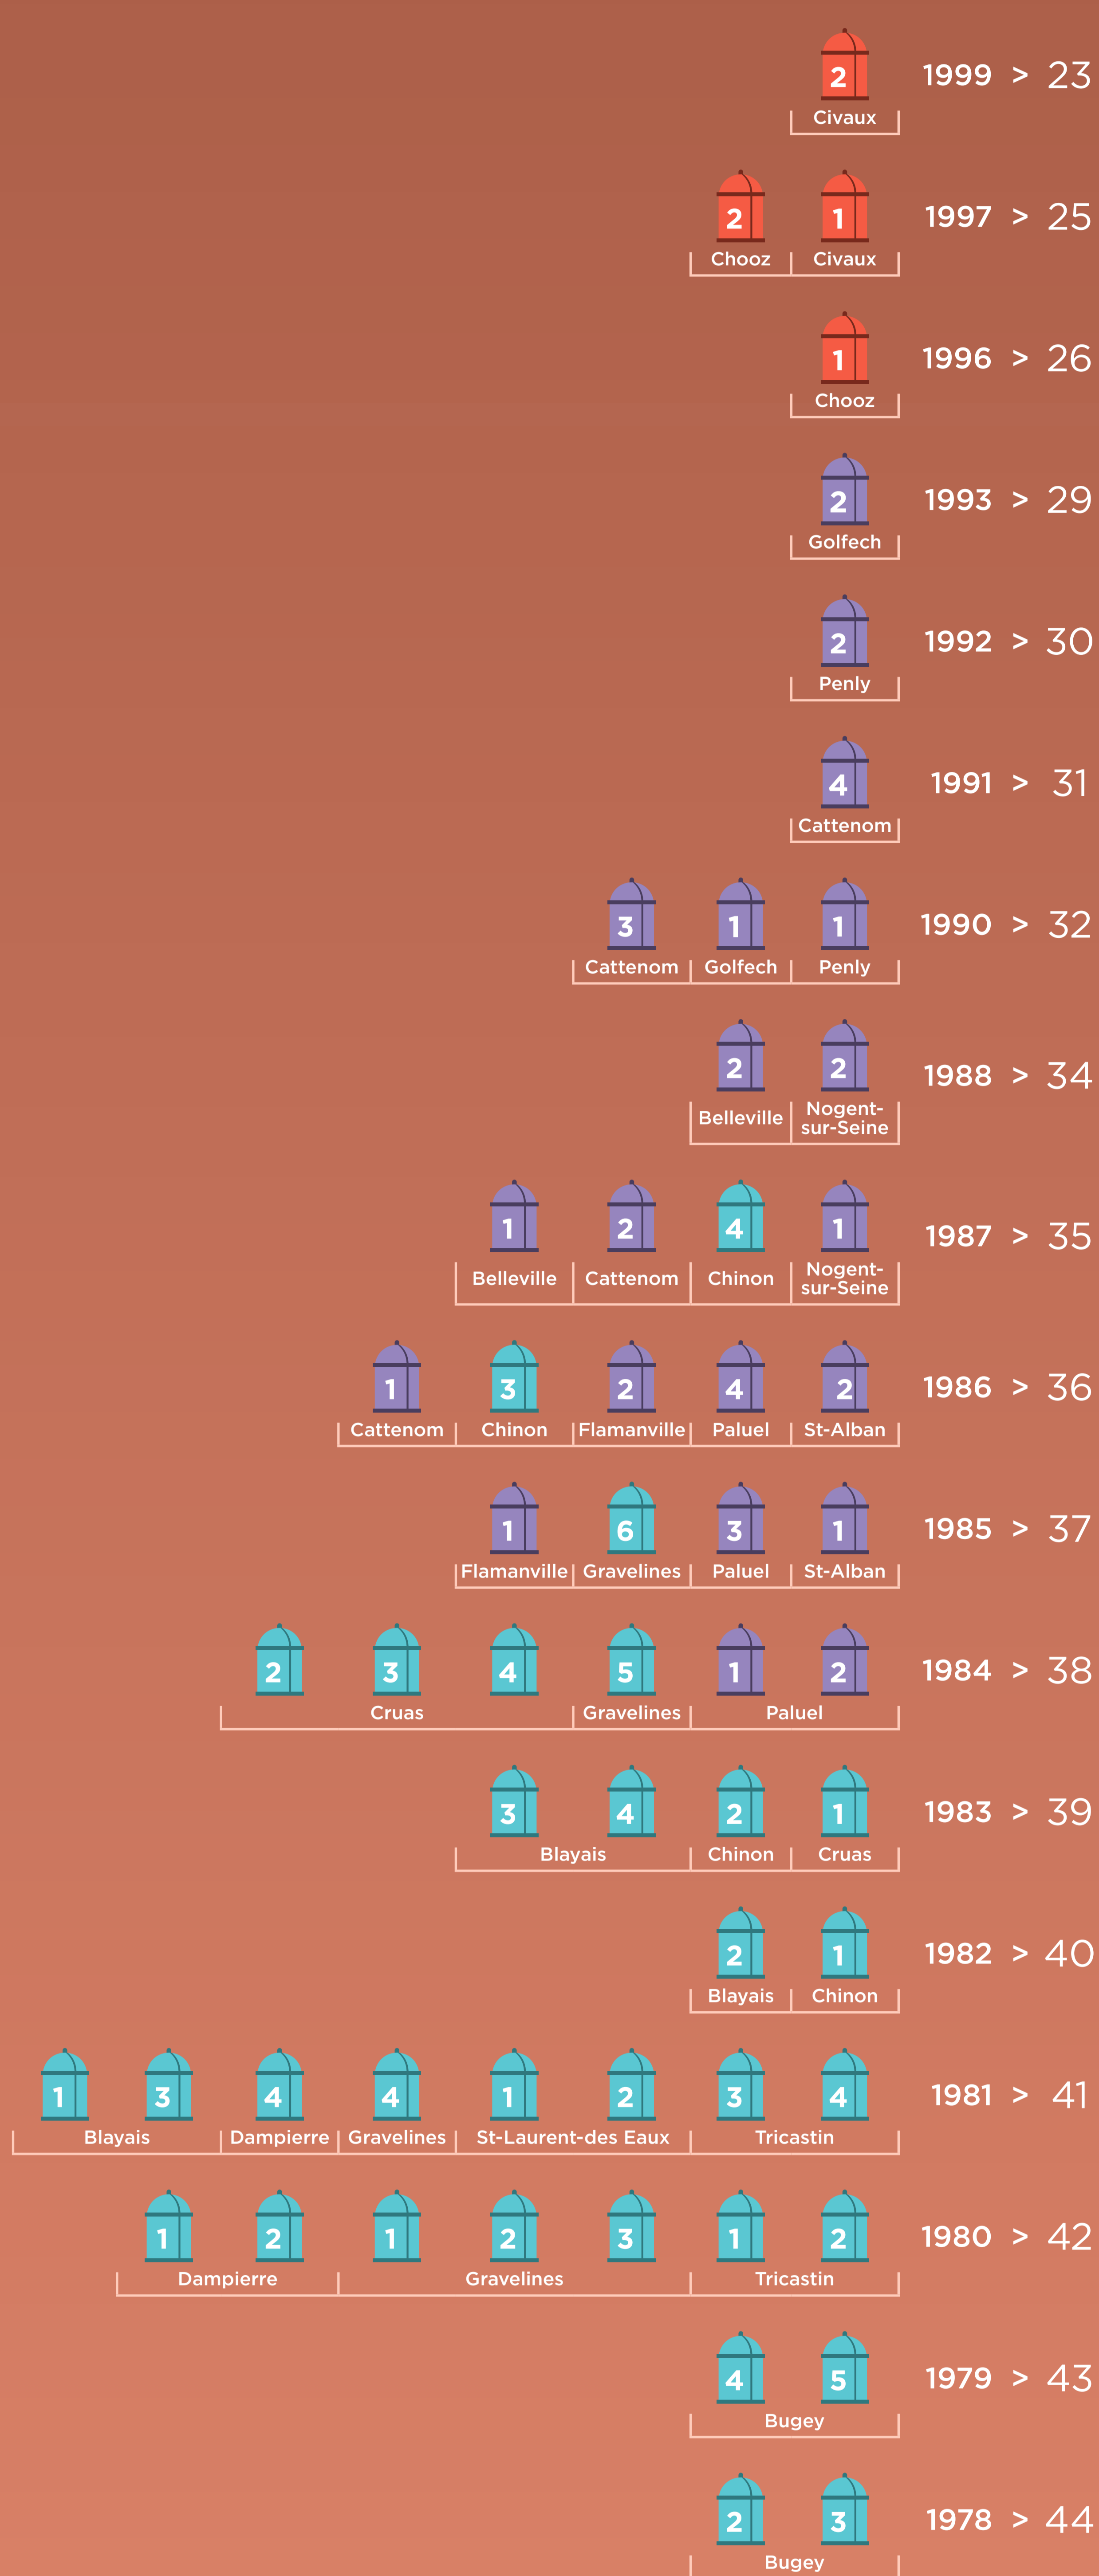 2 1999 > 23
Civaux
2 1 1997 > 25
Chooz Civaux
1 1996 > 26
Chooz
2 1993 > 29
Golfech
2 1992 > 30
Penly
4 1991 > 31
Cattenom
3 1 1 1990 > 32
Cattenom Golfech Penly
2 2 1988 > 34
Belleville Nogent-
sur-Seine
1 2 4 1 1987 > 35
Belleville Cattenom Chinon Nogent-
sur-Seine
1 3 2 4 2 1986 > 36
Cattenom Chinon Flamanville Paluel St-Alban
1 6 3 1 1985 > 37
Flamanville Gravelines Paluel St-Alban
2 3 4 5 1 2 1984 > 38
Cruas Gravelines Paluel
3 4 2 1 1983 > 39
Blayais Chinon Cruas
2 1 1982 > 40
Blayais Chinon
1 3 4 4 1 2 3 4 1981 > 41
Blayais Dampierre Gravelines St-Laurent-des Eaux Tricastin
1 2 1 2 3 1 2 1980 > 42
Dampierre Gravelines Tricastin
4 5 1979 > 43
Bugey
2 3 1978 > 44
Bugey